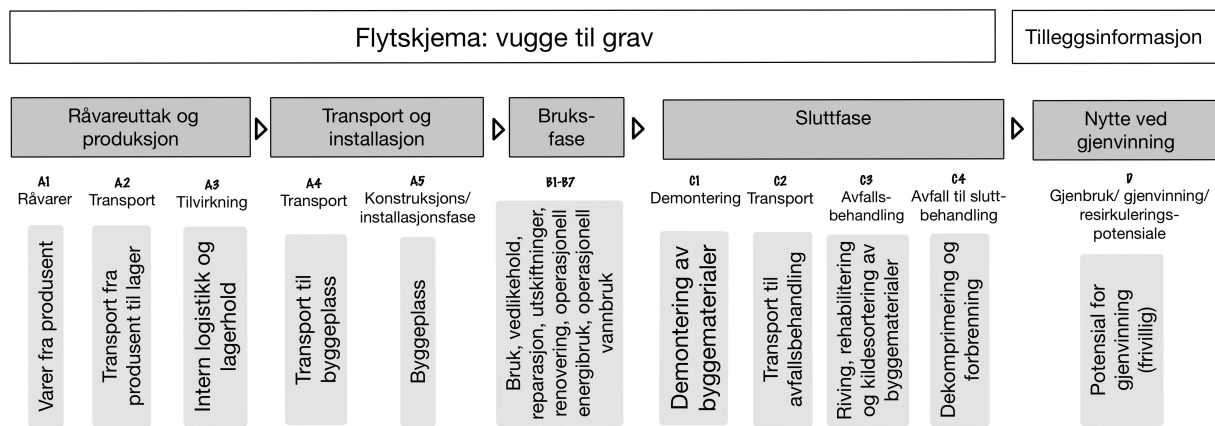 Flytskjema: vugge til grav
Tilleggsinformasjon
Råvareuttak og
produksjon
Transport og
installasjon
Bruks-
fase
Sluttfase
Nytte ved
gjenvinning
A1
Råvarer
A2
Transport
A3
Tilvirkning
A4
Transport
A5
Konstruksjons/
installasjonsfase
B1-B7
C1
Demontering
C2
Transport
C3
Avfalls-
behandling
C4
Avfall til slutt-
behandling
D
Gjenbruk/ gjenvinning/
resirkulerings-
potensiale
Varer fra produsent
Transport fra
produsent til lager
Intern logistikk og
lagerhold
Transport til
byggeplass
Byggeplass
Bruk, vedlikehold,
reparasjon, utskiftninger,
renovering, operasjonell
energibruk, operasjonell
vannbruk
Demontering av
byggematerialer
Transport til
avfallsbehandling
Riving, rehabilitering
og kildesortering av
byggematerialer
Dekomprimering og
forbrenning
Potensial for
gjenvinning
(frivillig)